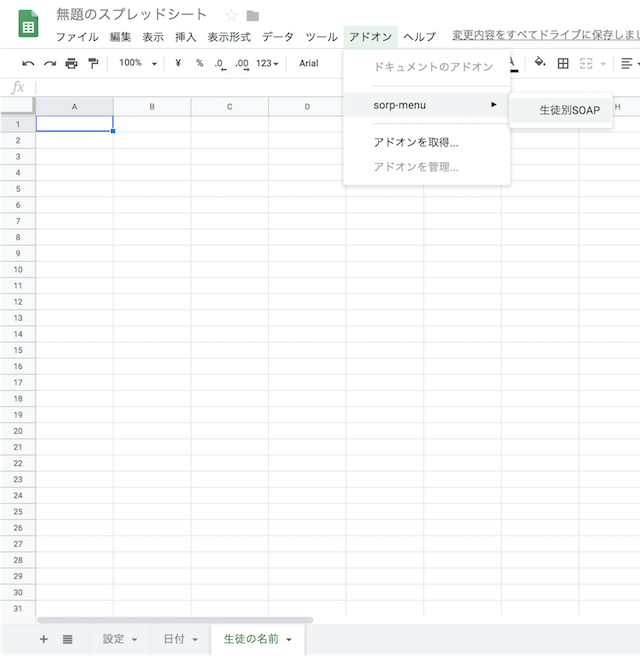 無題のスプレッドシート
ファイル 編集 表示 挿入 表示形式 データ ツール アドオン ヘルプ 変更内容をすべてドライブに保存しまし
100% ¥ % .0 .00 123 Arial A
ドキュメントのアドオン
fx
sorp-menu
生徒別SOAP
アドオンを取得...
アドオンを管理...
A B C D H
1
2
3
4
5
6
7
8
9
10
11
12
13
14
15
16
17
18
19
20
21
22
23
24
25
26
27
28
29
30
31
設定 日付 生徒の名前